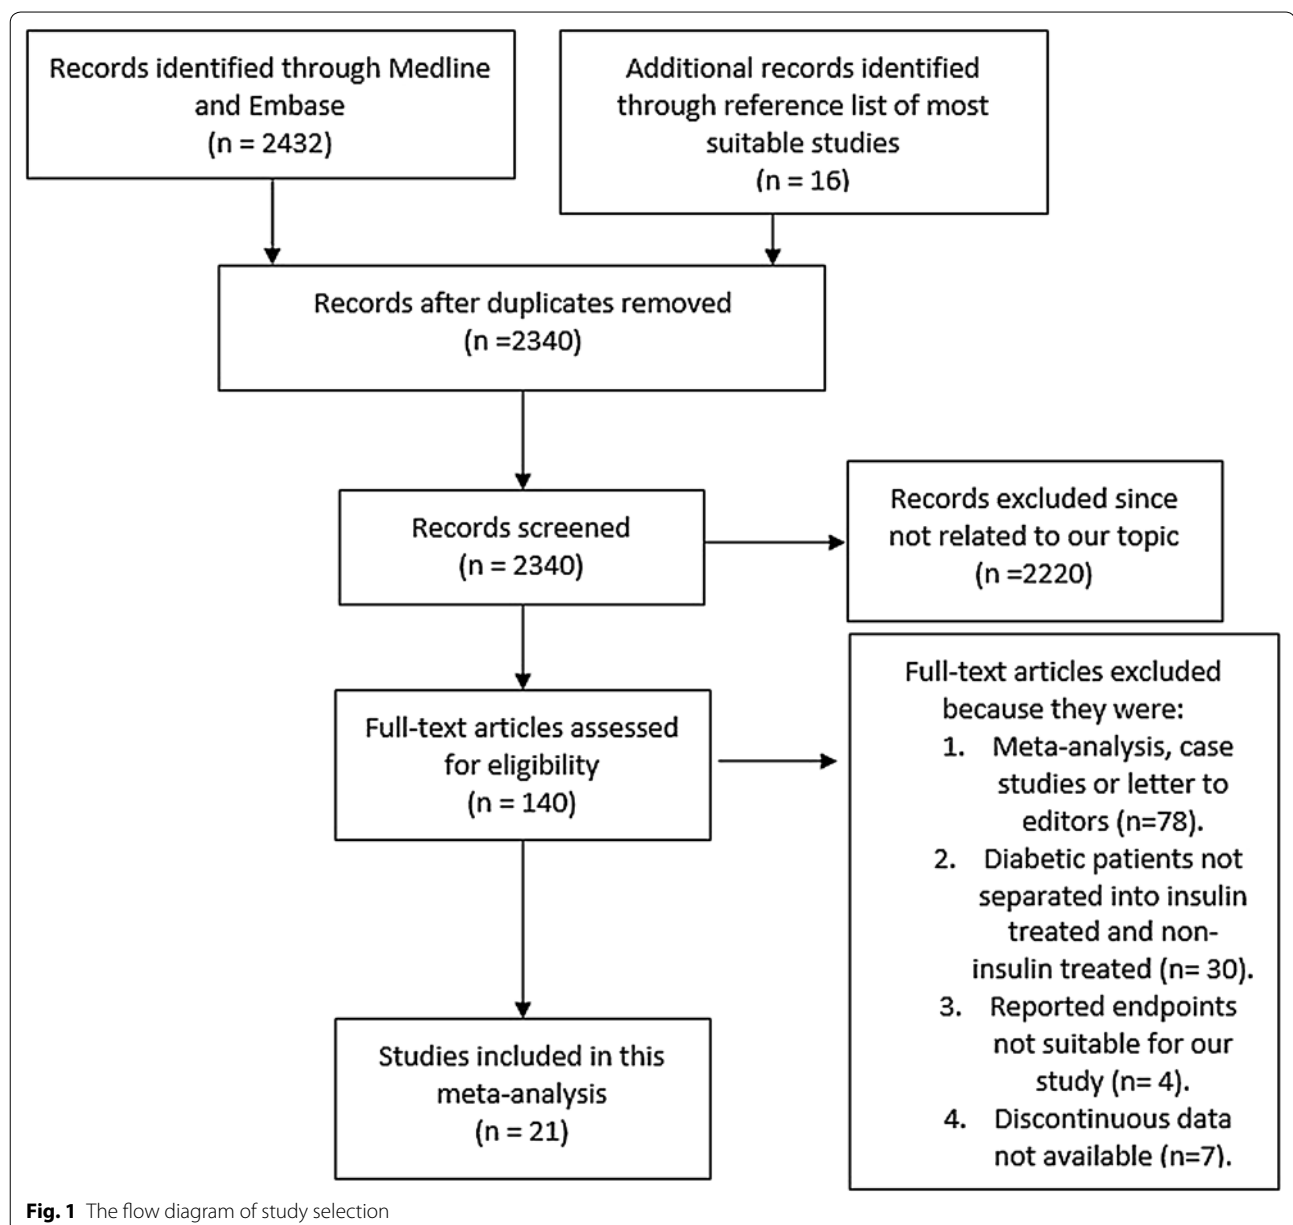 Records identified through Medline
and Embase
(n = 2432)
Additional records identified
through reference list of most
suitable studies
(n = 16)
Records after duplicates removed
(n =2340)
Records screened
(n = 2340)
Records excluded since
not related to our topic
(n =2220)
Full-text articles assessed
for eligibility
(n = 140)
Full-text articles excluded
because they were:
1. Meta-analysis, case
studies or letter to
editors (n=78).
2. Diabetic patients not
separated into insulin
treated and non-
insulin treated (n= 30).
3. Reported endpoints
not suitable for our
study (n= 4).
4. Discontinuous data
not available (n=7).
Studies included in this
meta-analysis
(n = 21)
Fig. 1 The flow diagram of study selection